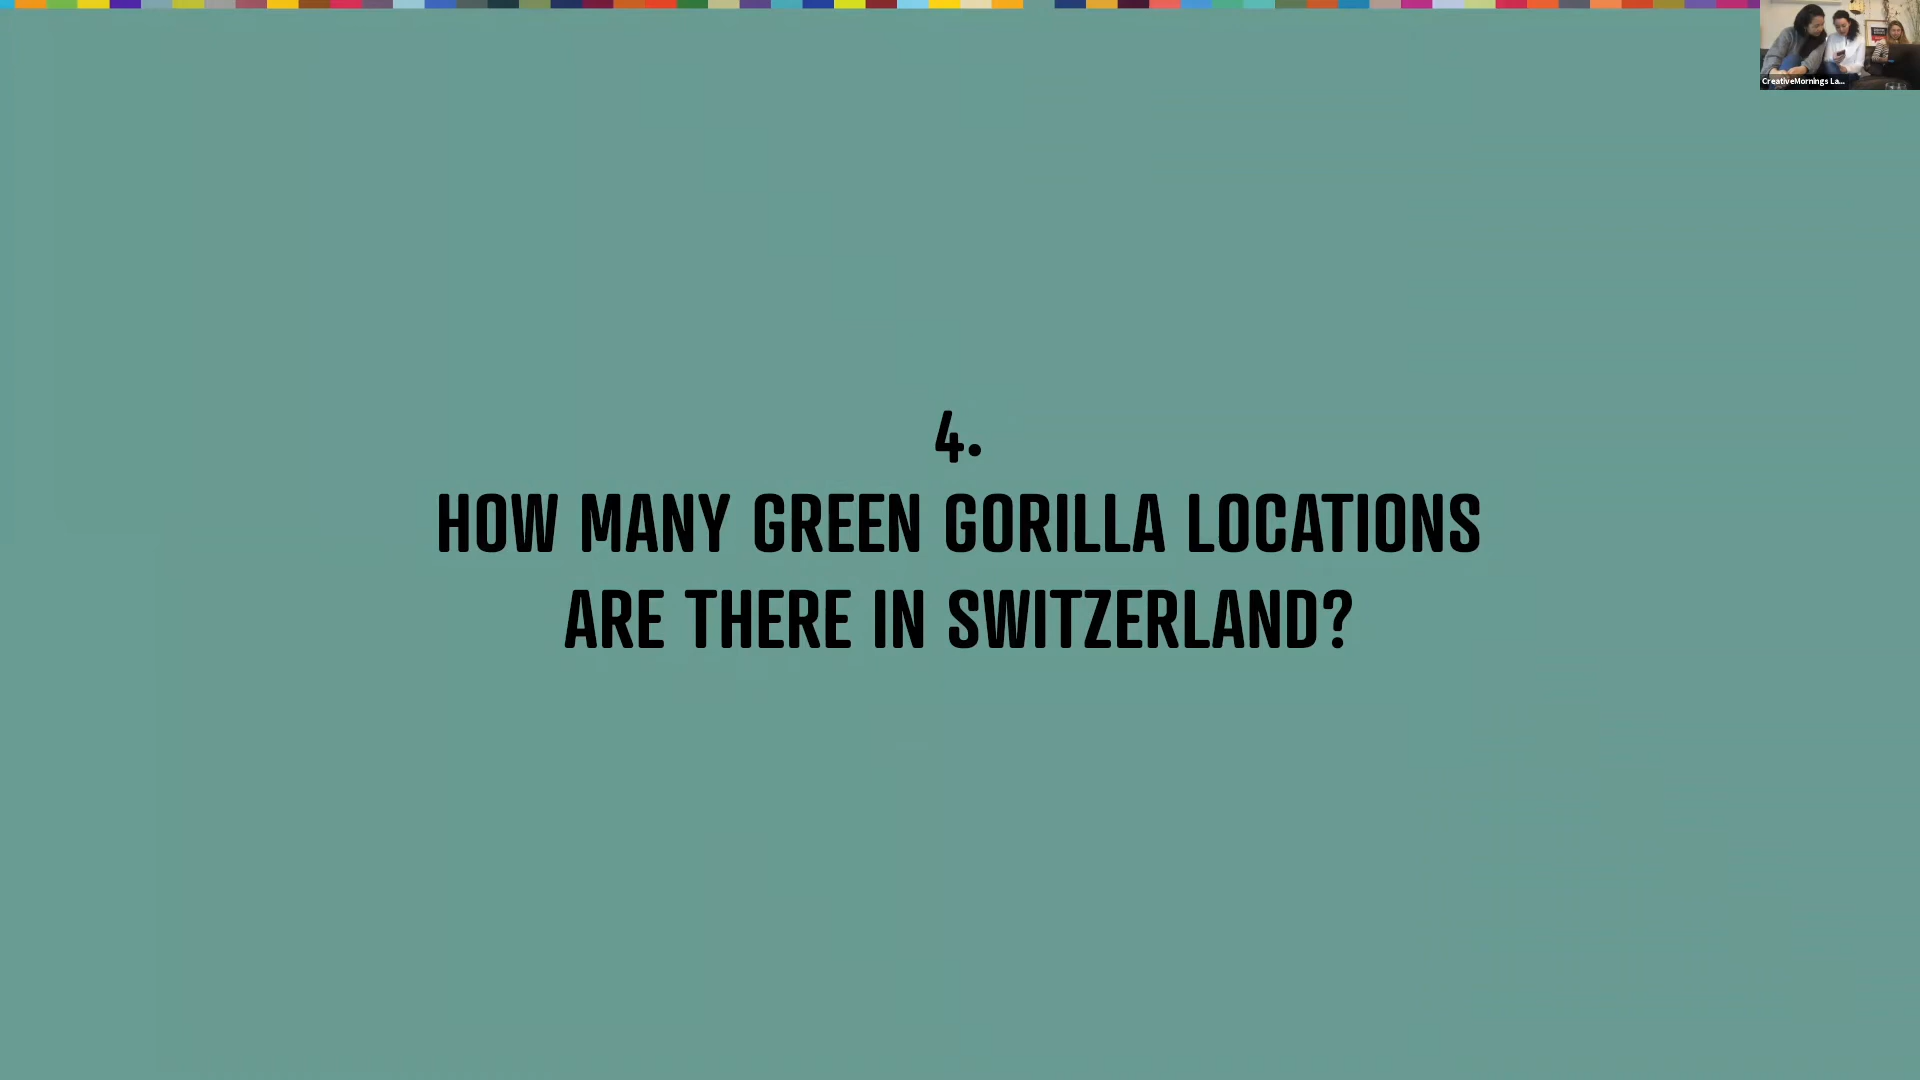 CreativeMornings La...
4.
HOW MANY GREEN GORILLA LOCATIONS
ARE THERE IN SWITZERLAND?